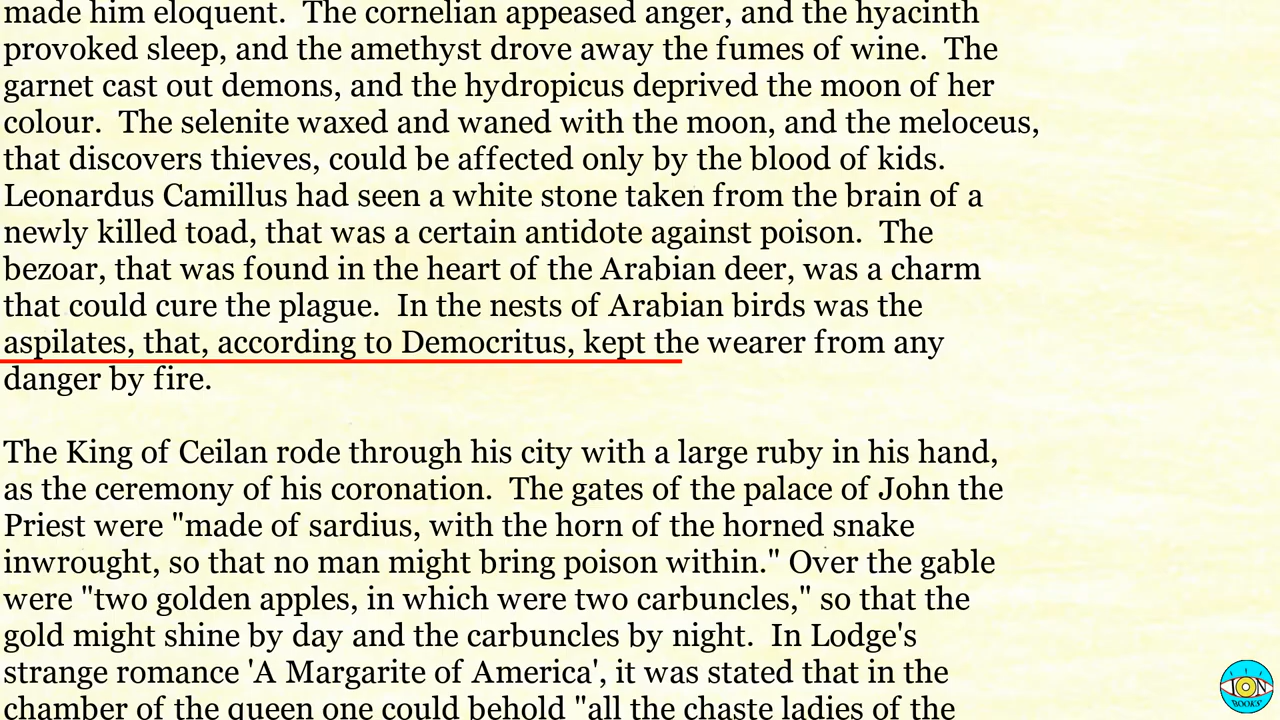 made him eloquent.  The cornelian appeased anger, and the hyacinth
provoked sleep, and the amethyst drove away the fumes of wine.  The
garnet cast out demons, and the hydropicus deprived the moon of her
colour.  The selenite waxed and waned with the moon, and the meloceus,
that discovers thieves, could be affected only by the blood of kids.
Leonardus Camillus had seen a white stone taken from the brain of a
newly killed toad, that was a certain antidote against poison.  The
bezoar, that was found in the heart of the Arabian deer, was a charm
that could cure the plague.  In the nests of Arabian birds was the
aspilates, that, according to Democritus, kept the wearer from any
danger by fire.
The King of Ceilan rode through his city with a large ruby in his hand,
as the ceremony of his coronation.  The gates of the palace of John the
Priest were "made of sardius, with the horn of the horned snake
inwrought, so that no man might bring poison within." Over the gable
were "two golden apples, in which were two carbuncles," so that the
gold might shine by day and the carbuncles by night.  In Lodge's
strange romance 'A Margarite of America', it was stated that in the
chamber of the queen one could behold "all the chaste ladies of the
ION
BOOKS